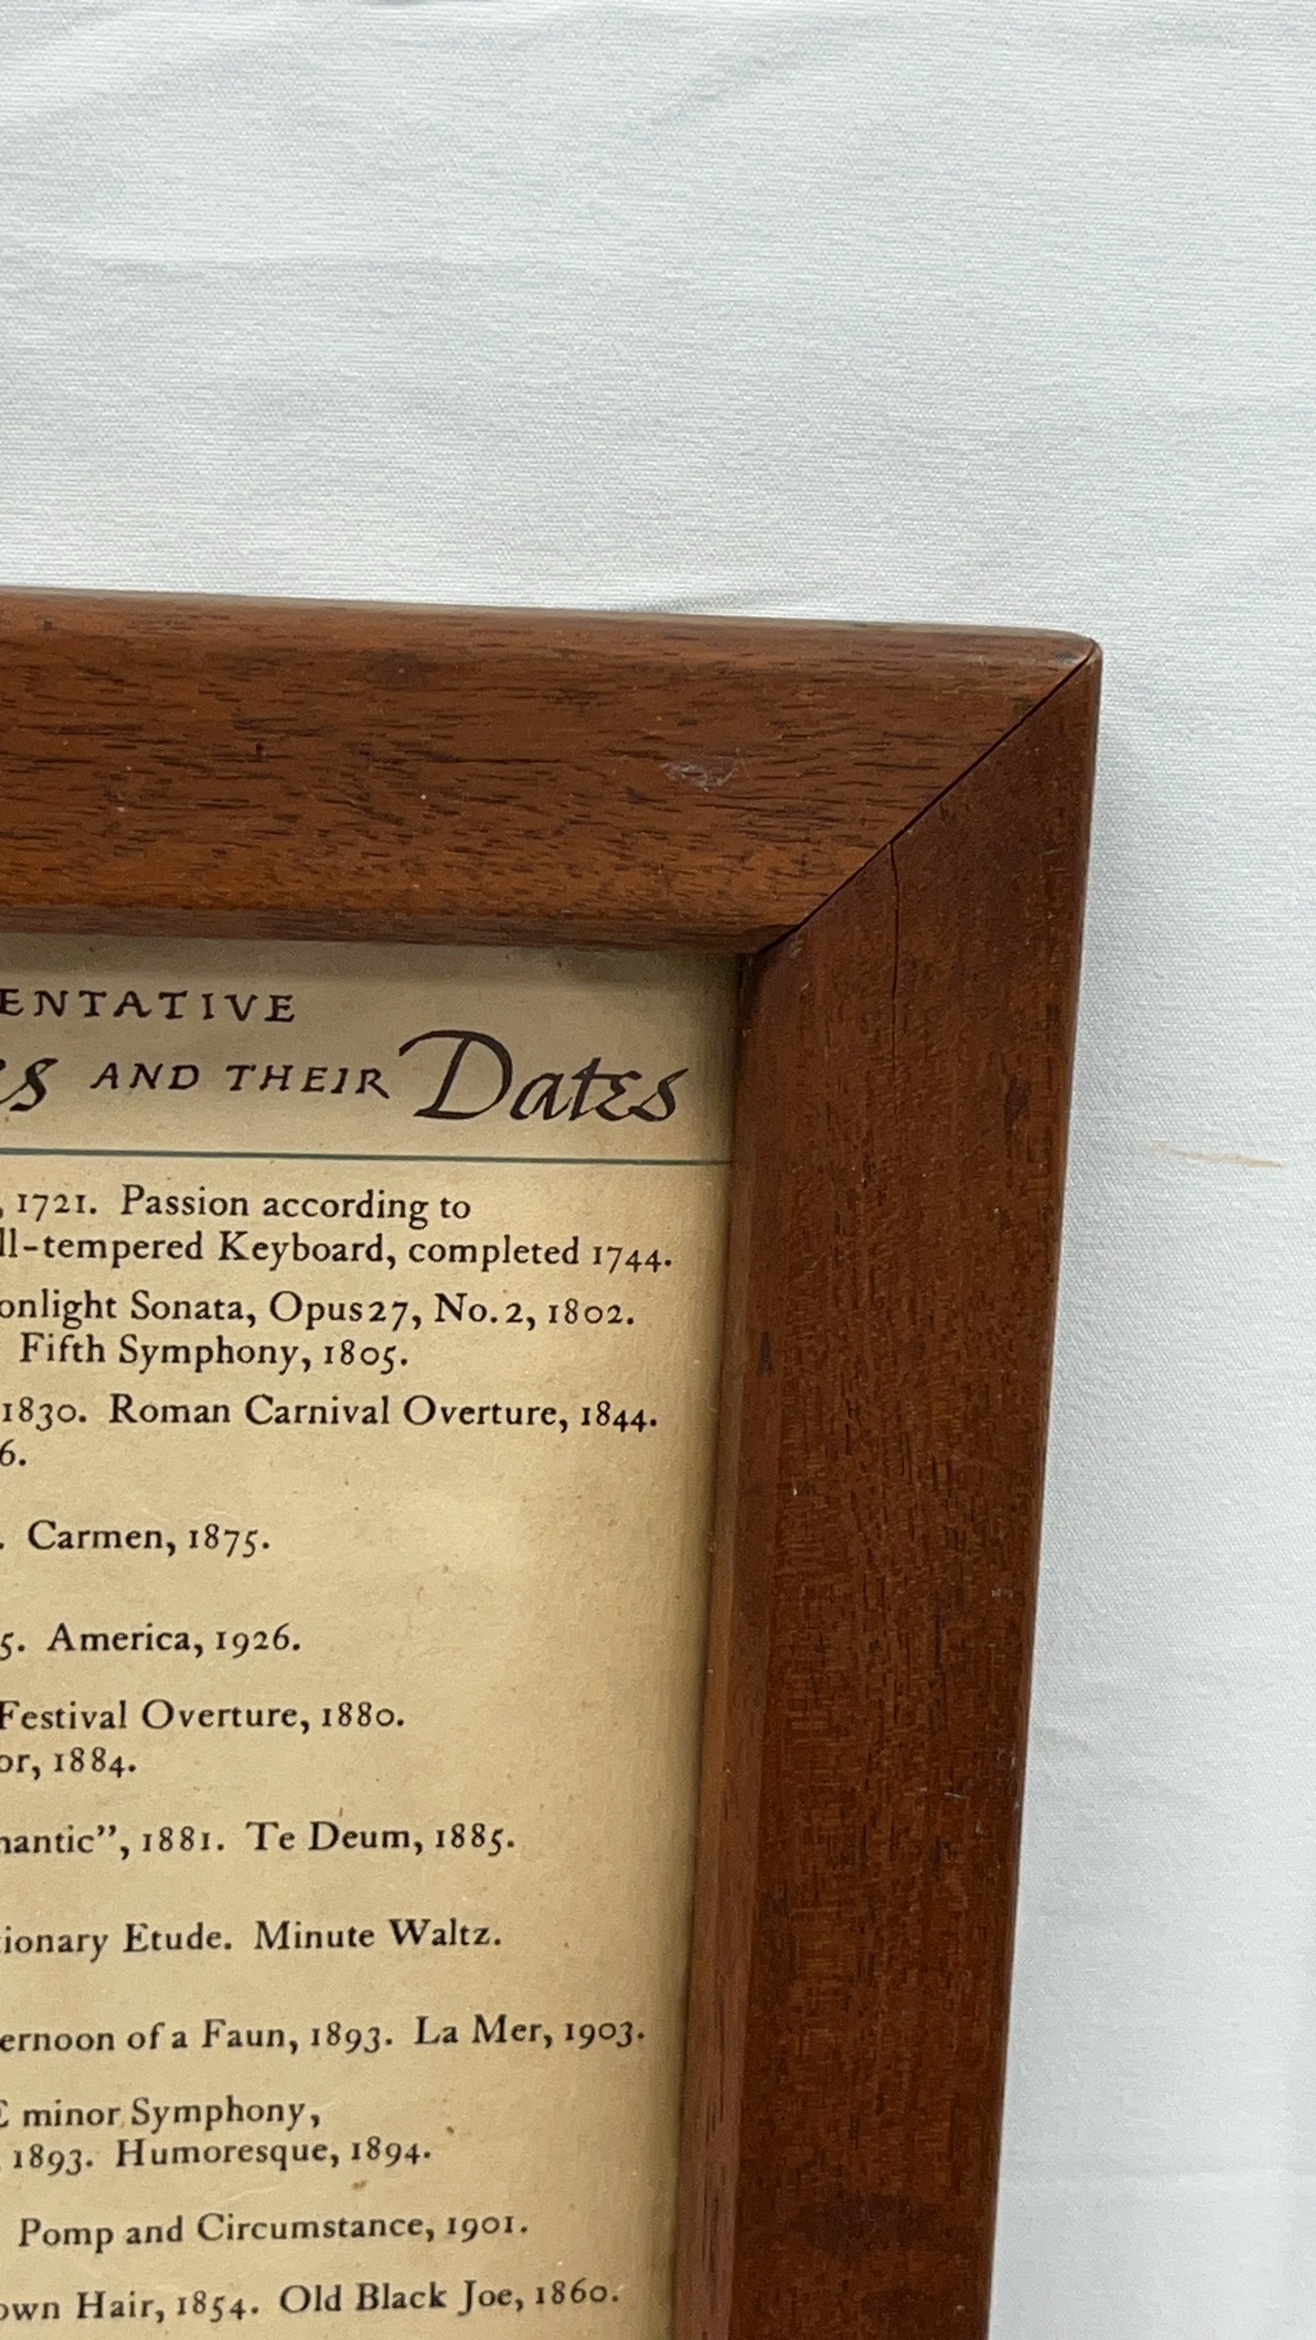 ENTATIVE
s AND THEIR Dates
, 1721. Passion according to
ll-tempered Keyboard, completed 1744.
onlight Sonata, Opus 27, No. 2, 1802.
Fifth Symphony, 1805.
1830. Roman Carnival Overture, 1844.
6.
. Carmen, 1875.
5. America, 1926.
Festival Overture, 1880.
or, 1884.
mantic”, 1881. Te Deum, 1885.
tionary Etude. Minute Waltz.
ernoon of a Faun, 1893. La Mer, 1903.
E minor Symphony,
1893. Humoresque, 1894.
Pomp and Circumstance, 1901.
own Hair, 1854. Old Black Joe, 1860.